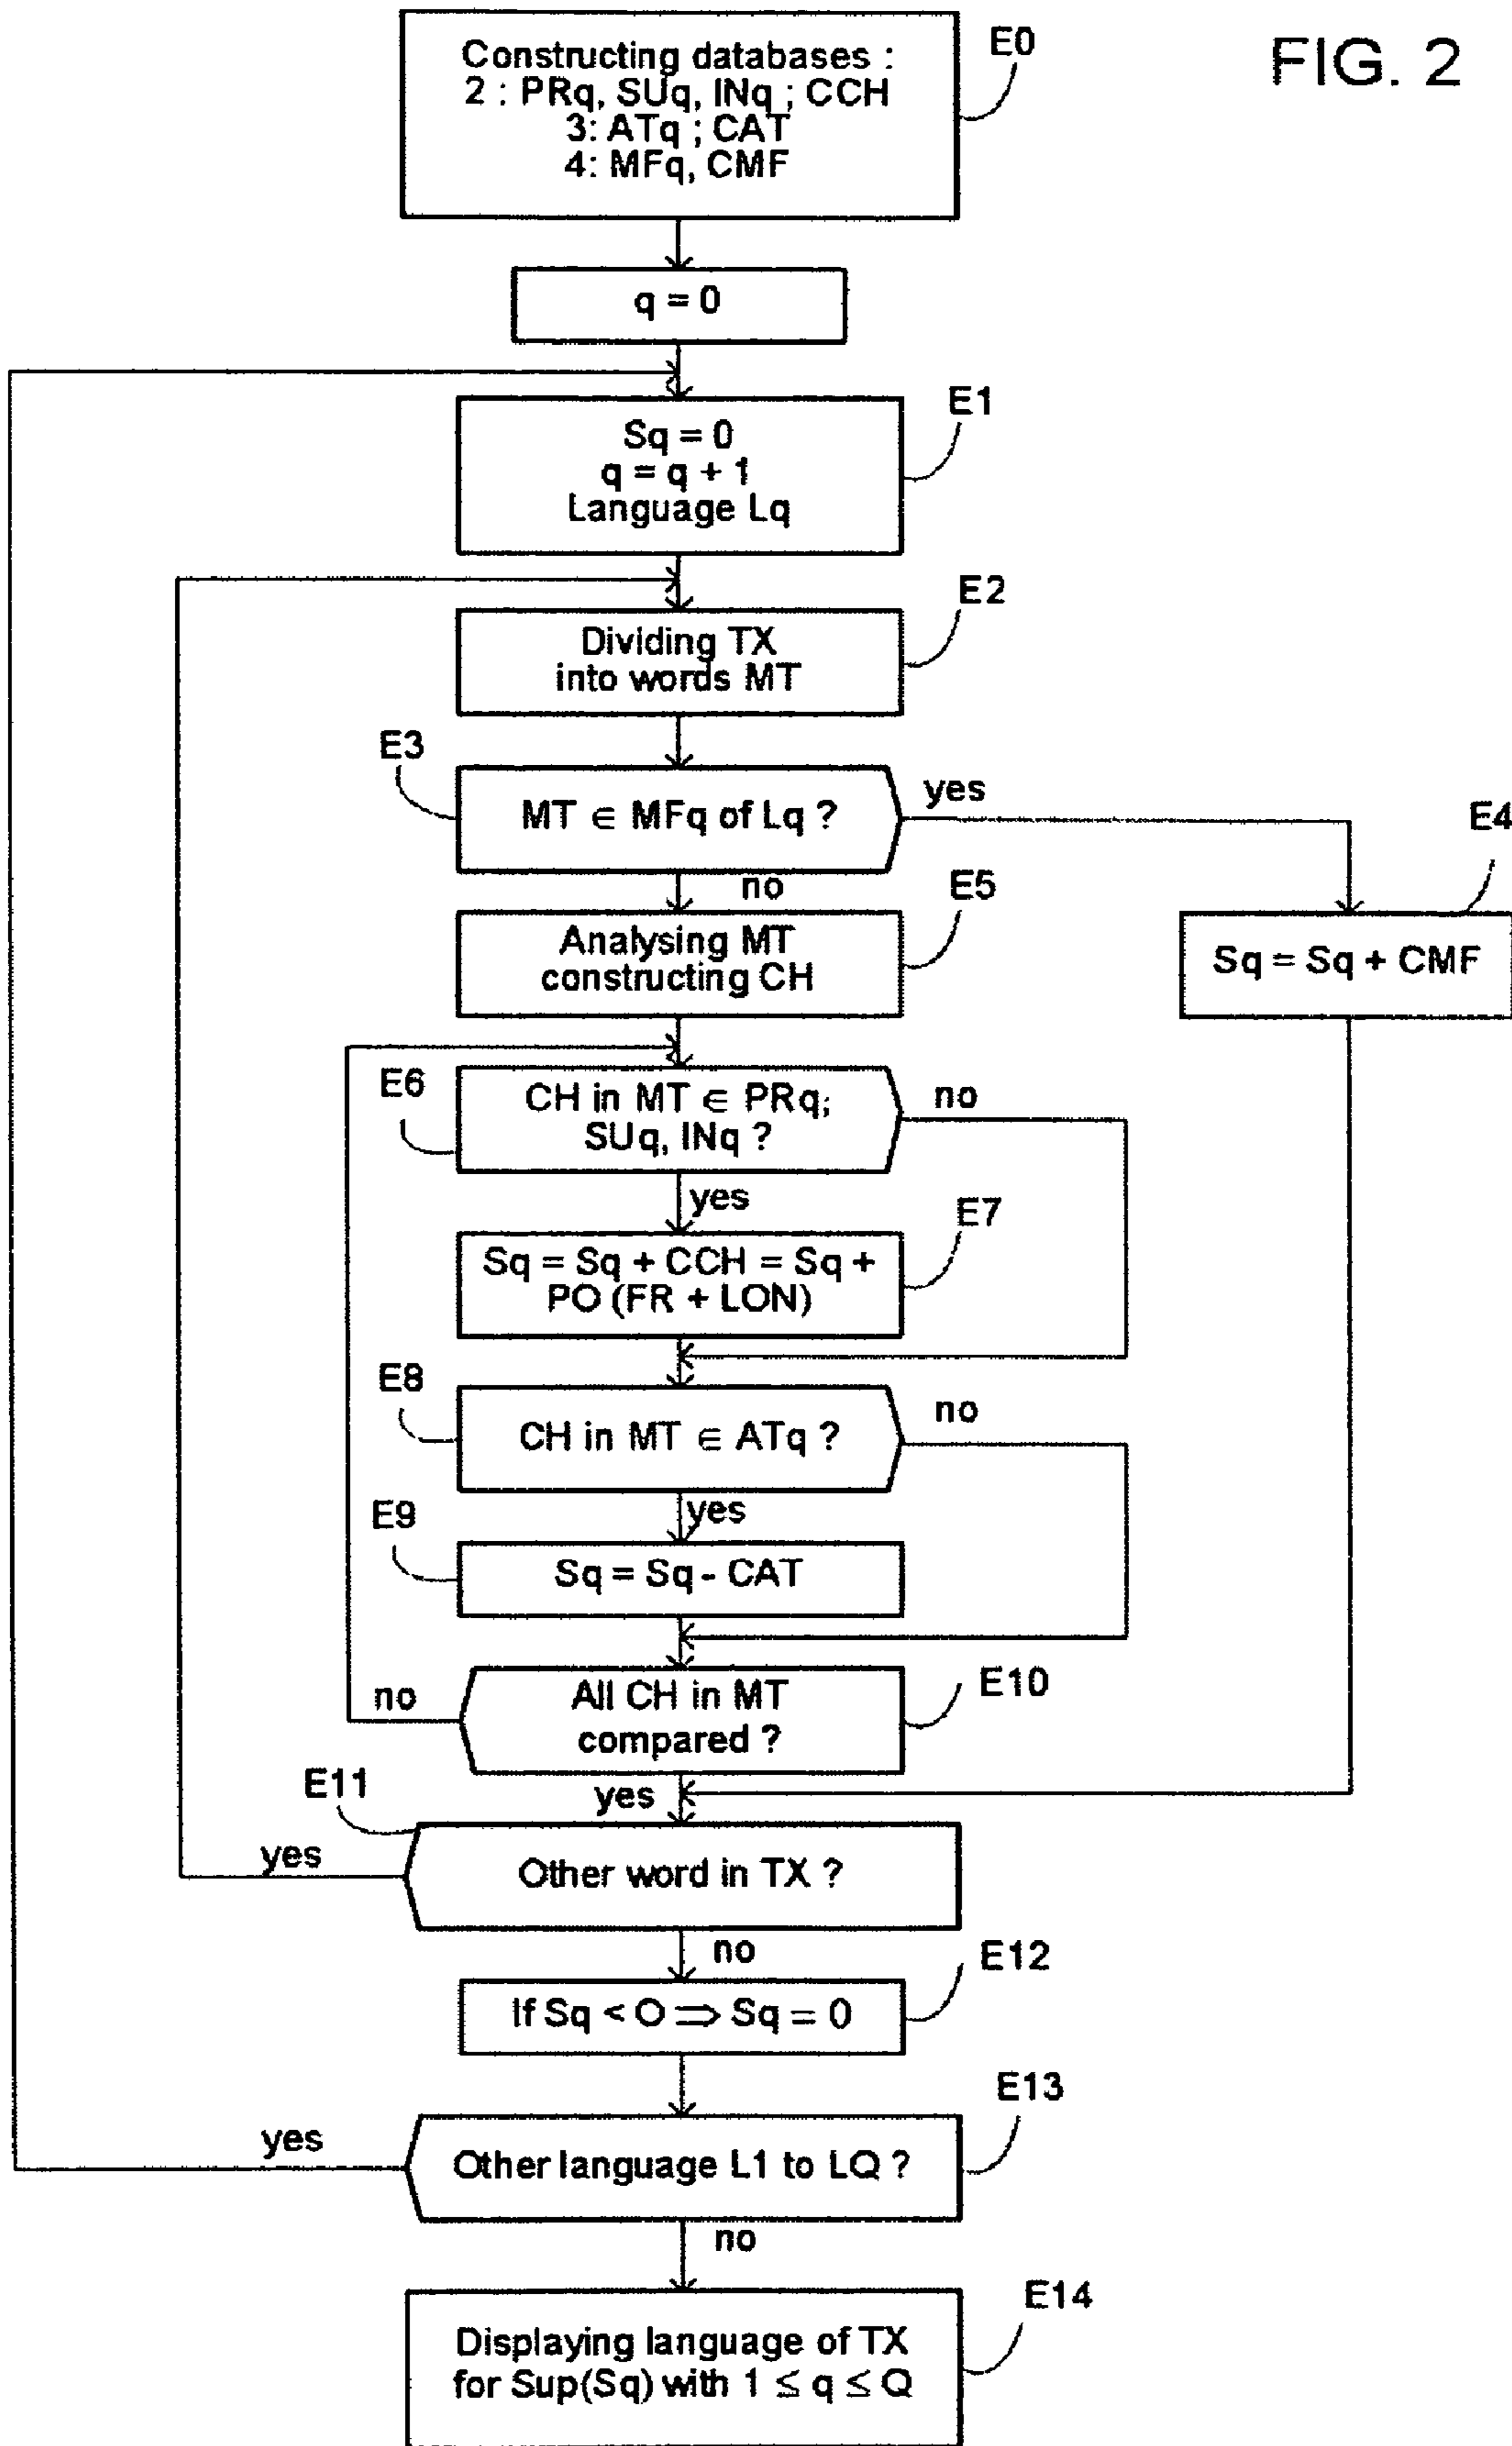 FIG. 2
Constructing databases :
2 : PRq, SUq, INq ; CCH
3: ATq ; CAT
4: MFq, CMF
E0
q = 0
E1
Sq = 0
q = q + 1
Language Lq
E2
Dividing TX
into words MT
E3
MT ∈ MFq of Lq ?
yes
no
E4
Sq = Sq + CMF
E5
Analysing MT
constructing CH
E6
CH in MT ∈ PRq;
SUq, INq ?
no
yes
E7
Sq = Sq + CCH = Sq +
PO (FR + LON)
E8
CH in MT ∈ ATq ?
no
yes
E9
Sq = Sq - CAT
E10
All CH in MT
compared ?
no
yes
E11
Other word in TX ?
yes
no
E12
If Sq < O ⇒ Sq = 0
E13
Other language L1 to LQ ?
yes
no
E14
Displaying language of TX
for Sup(Sq) with 1 ≤ q ≤ Q